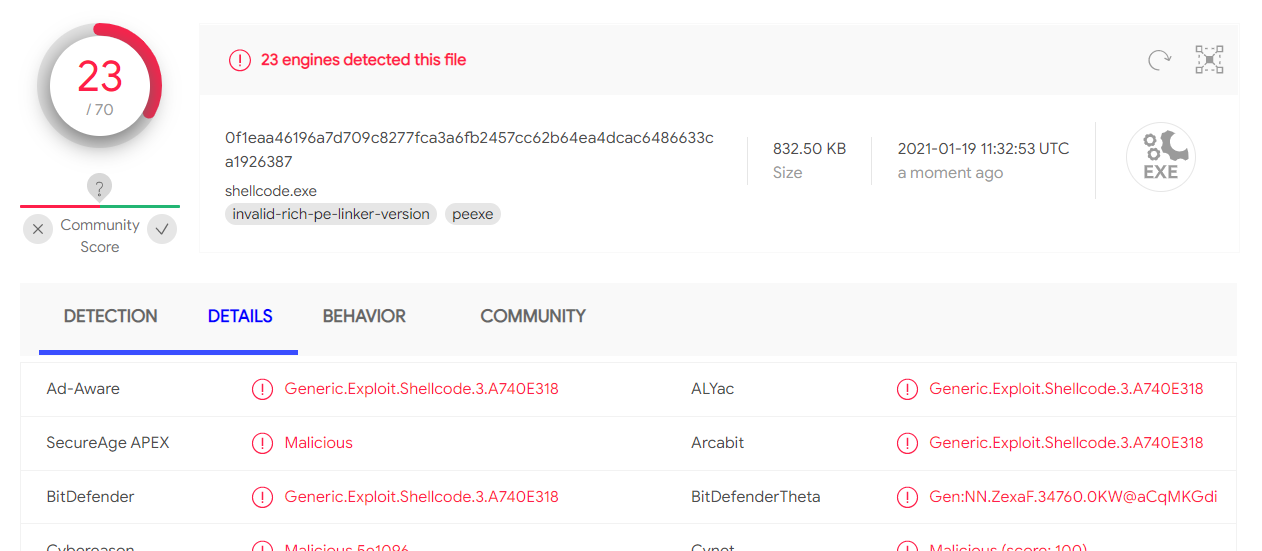 23
/ 70
?
Community
Score
23 engines detected this file
0f1eaa46196a7d709c8277fca3a6fb2457cc62b64ea4dcac6486633c
a1926387
shellcode.exe
invalid-rich-pe-linker-version peexe
832.50 KB
Size
2021-01-19 11:32:53 UTC
a moment ago
EXE
DETECTION DETAILS BEHAVIOR COMMUNITY
Ad-Aware Generic.Exploit.Shellcode.3.A740E318 ALYac Generic.Exploit.Shellcode.3.A740E318
SecureAge APEX Malicious Arcabit Generic.Exploit.Shellcode.3.A740E318
BitDefender Generic.Exploit.Shellcode.3.A740E318 BitDefenderTheta Gen:NN.ZexaF.34760.0KW@aCqMKGdi
Cybereason Malicious.5e1096 Cynet Malicious (score: 100)